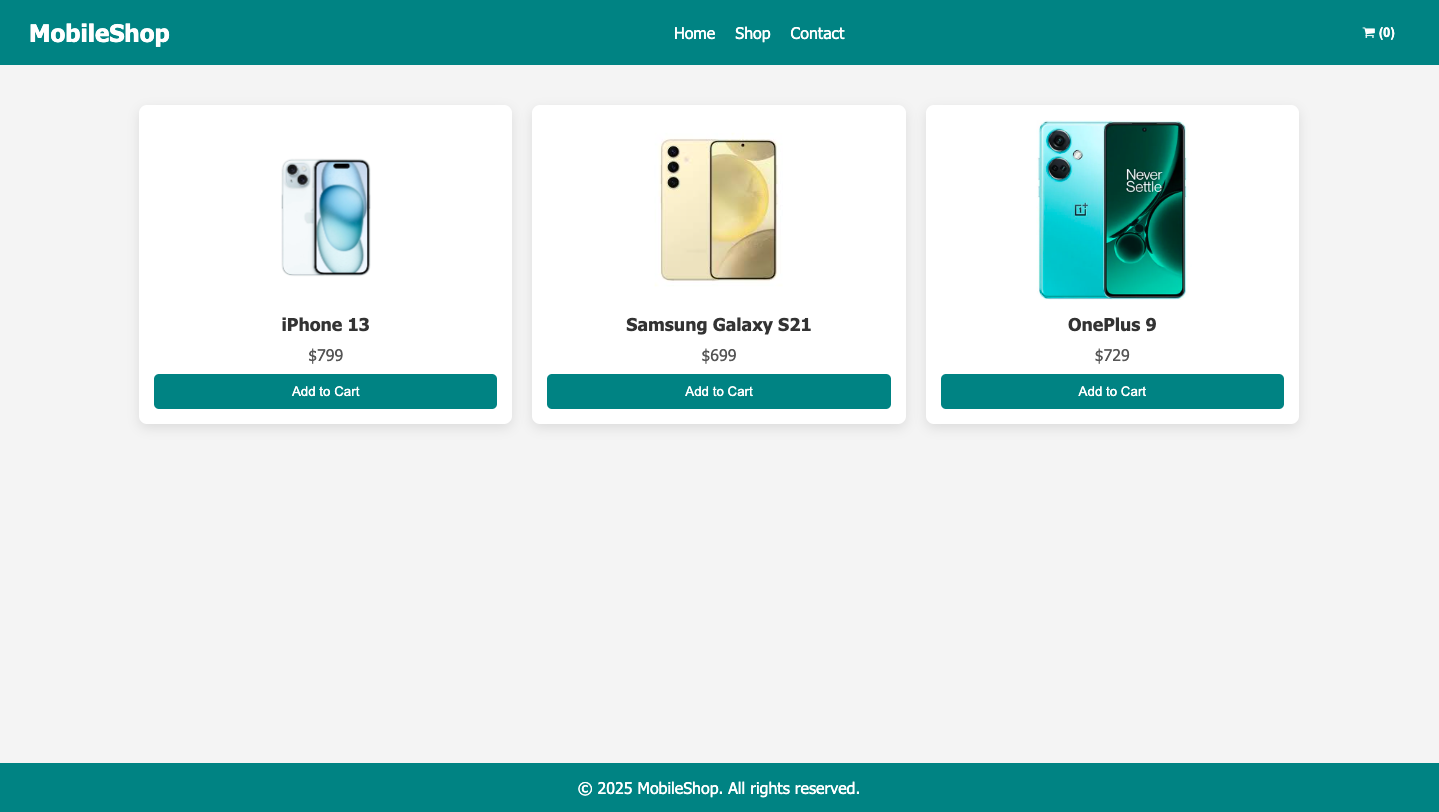 MobileShop
Home Shop Contact
(0)
Never
Settle
iPhone 13
$799
Add to Cart
Samsung Galaxy S21
$699
Add to Cart
OnePlus 9
$729
Add to Cart
© 2025 MobileShop. All rights reserved.